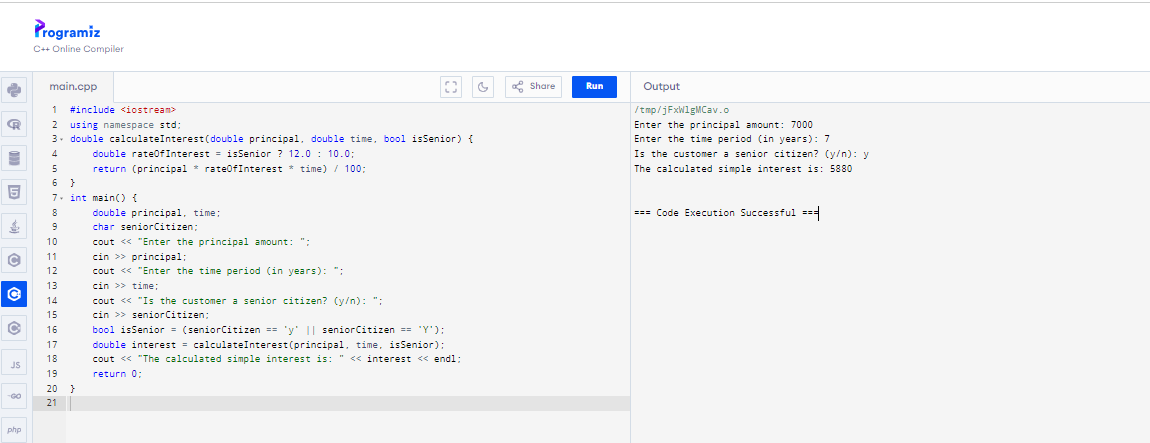 Programiz
C++ Online Compiler
main.cpp
Share
Run
Output
1 #include <iostream>
2 using namespace std;
3 double calculateInterest(double principal, double time, bool isSenior) {
4     double rateOfInterest = isSenior ? 12.0 : 10.0;
5     return (principal * rateOfInterest * time) / 100;
6 }
7 int main() {
8     double principal, time;
9     char seniorCitizen;
10     cout << "Enter the principal amount: ";
11     cin >> principal;
12     cout << "Enter the time period (in years): ";
13     cin >> time;
14     cout << "Is the customer a senior citizen? (y/n): ";
15     cin >> seniorCitizen;
16     bool isSenior = (seniorCitizen == 'y' || seniorCitizen == 'Y');
17     double interest = calculateInterest(principal, time, isSenior);
18     cout << "The calculated simple interest is: " << interest << endl;
19     return 0;
20 }
21
/tmp/jFxWlgMCav.o
Enter the principal amount: 7000
Enter the time period (in years): 7
Is the customer a senior citizen? (y/n): y
The calculated simple interest is: 5880
=== Code Execution Successful ===
JS
GO
php